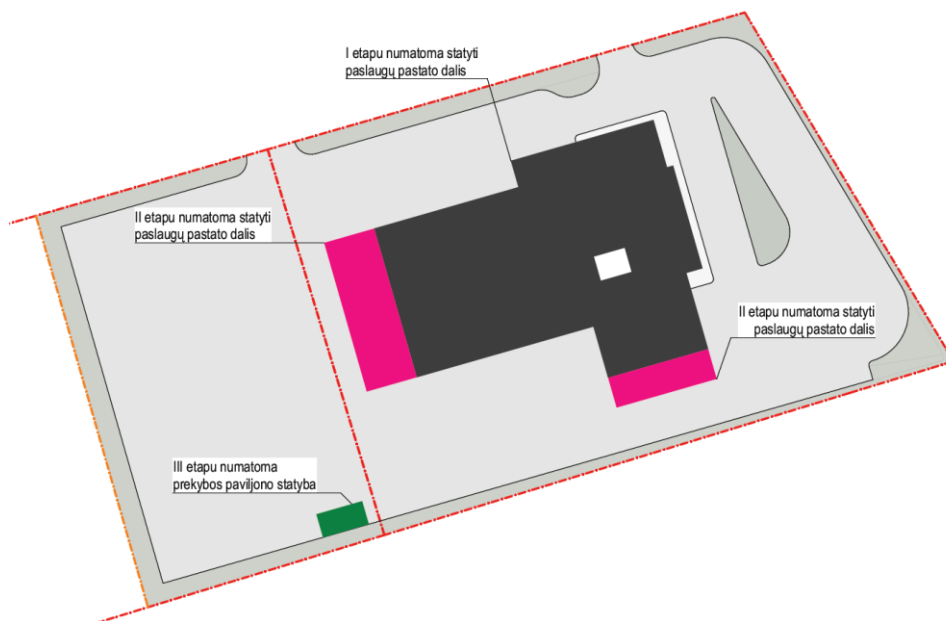 I etapu numatoma statyti
paslaugų pastato dalis
II etapu numatoma statyti
paslaugų pastato dalis
II etapu numatoma statyti
paslaugų pastato dalis
III etapu numatoma
prekybos paviljono statyba